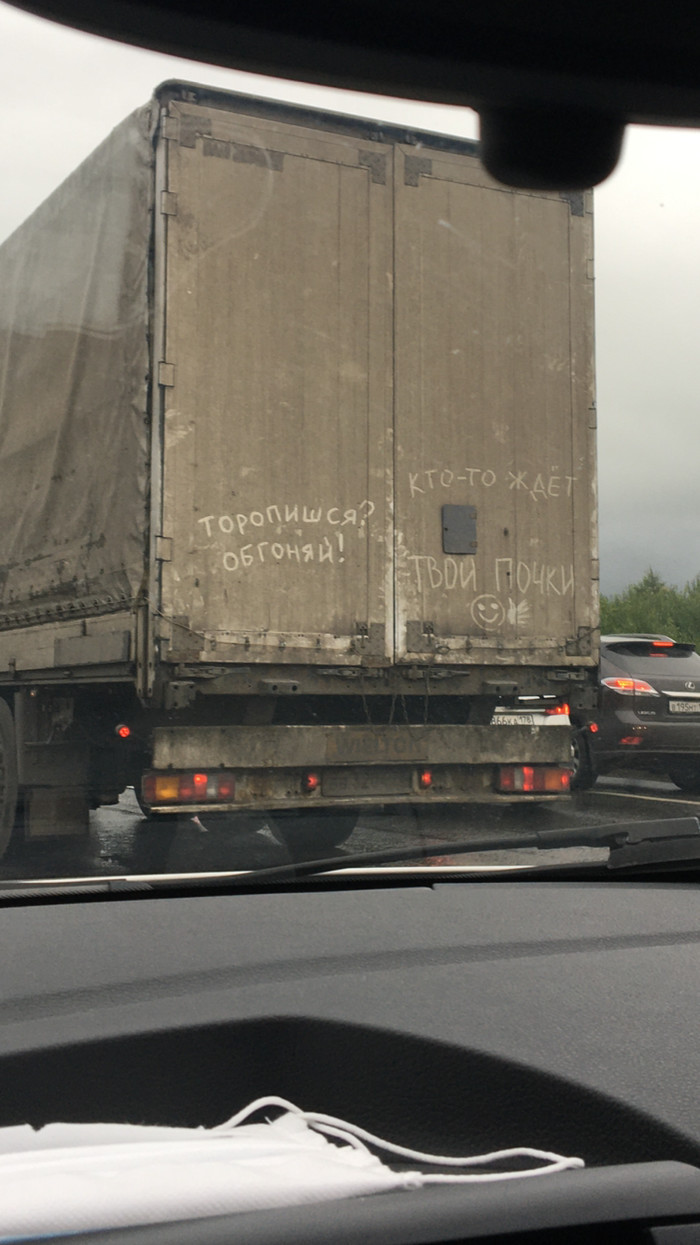 Торопишся?
обгоняй!
Кто-то ждёт
Твои почки